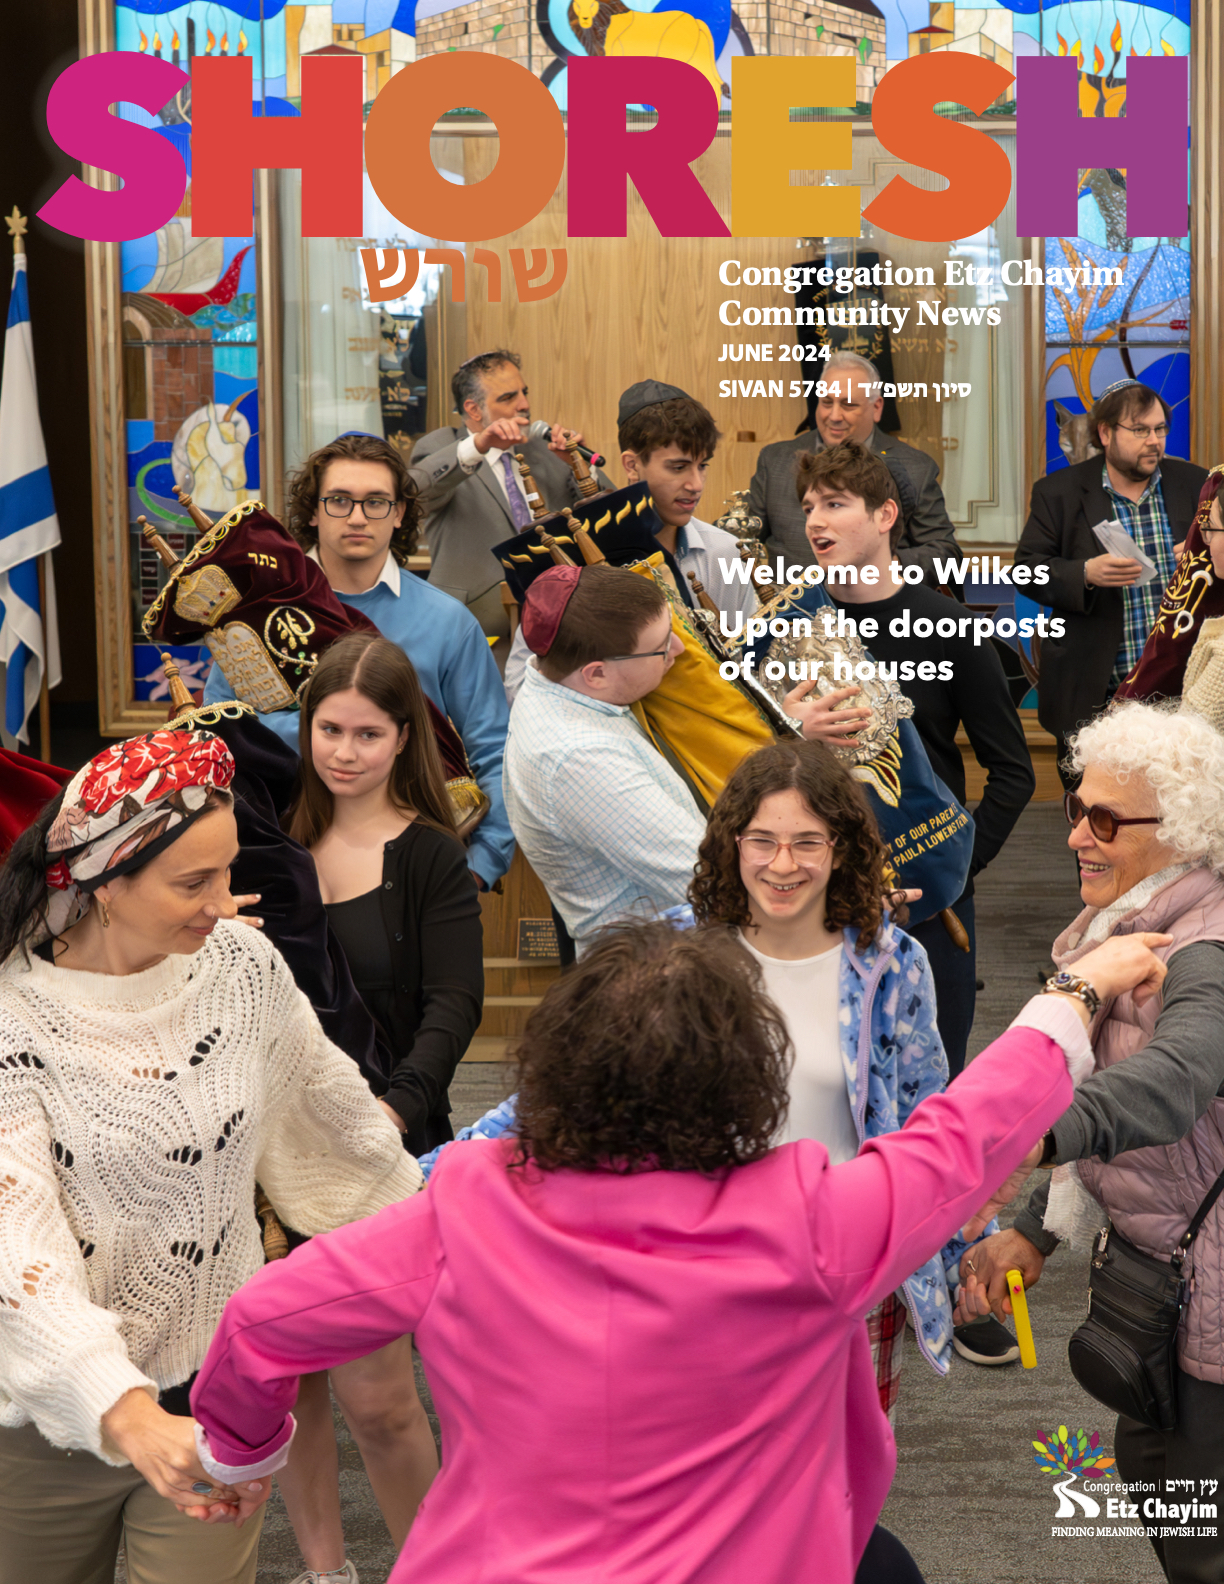 SHORESH
שורש
Congregation Etz Chayim
Community News
JUNE 2024
SIVAN 5784 | סיון תשפ״ד
כתר
Welcome to Wilkes
Upon the doorposts
of our houses
OF OUR PARENT
PAULA LOWENSTEIN
Congregation | עץ חיים
Etz Chayim
FINDING MEANING IN JEWISH LIFE